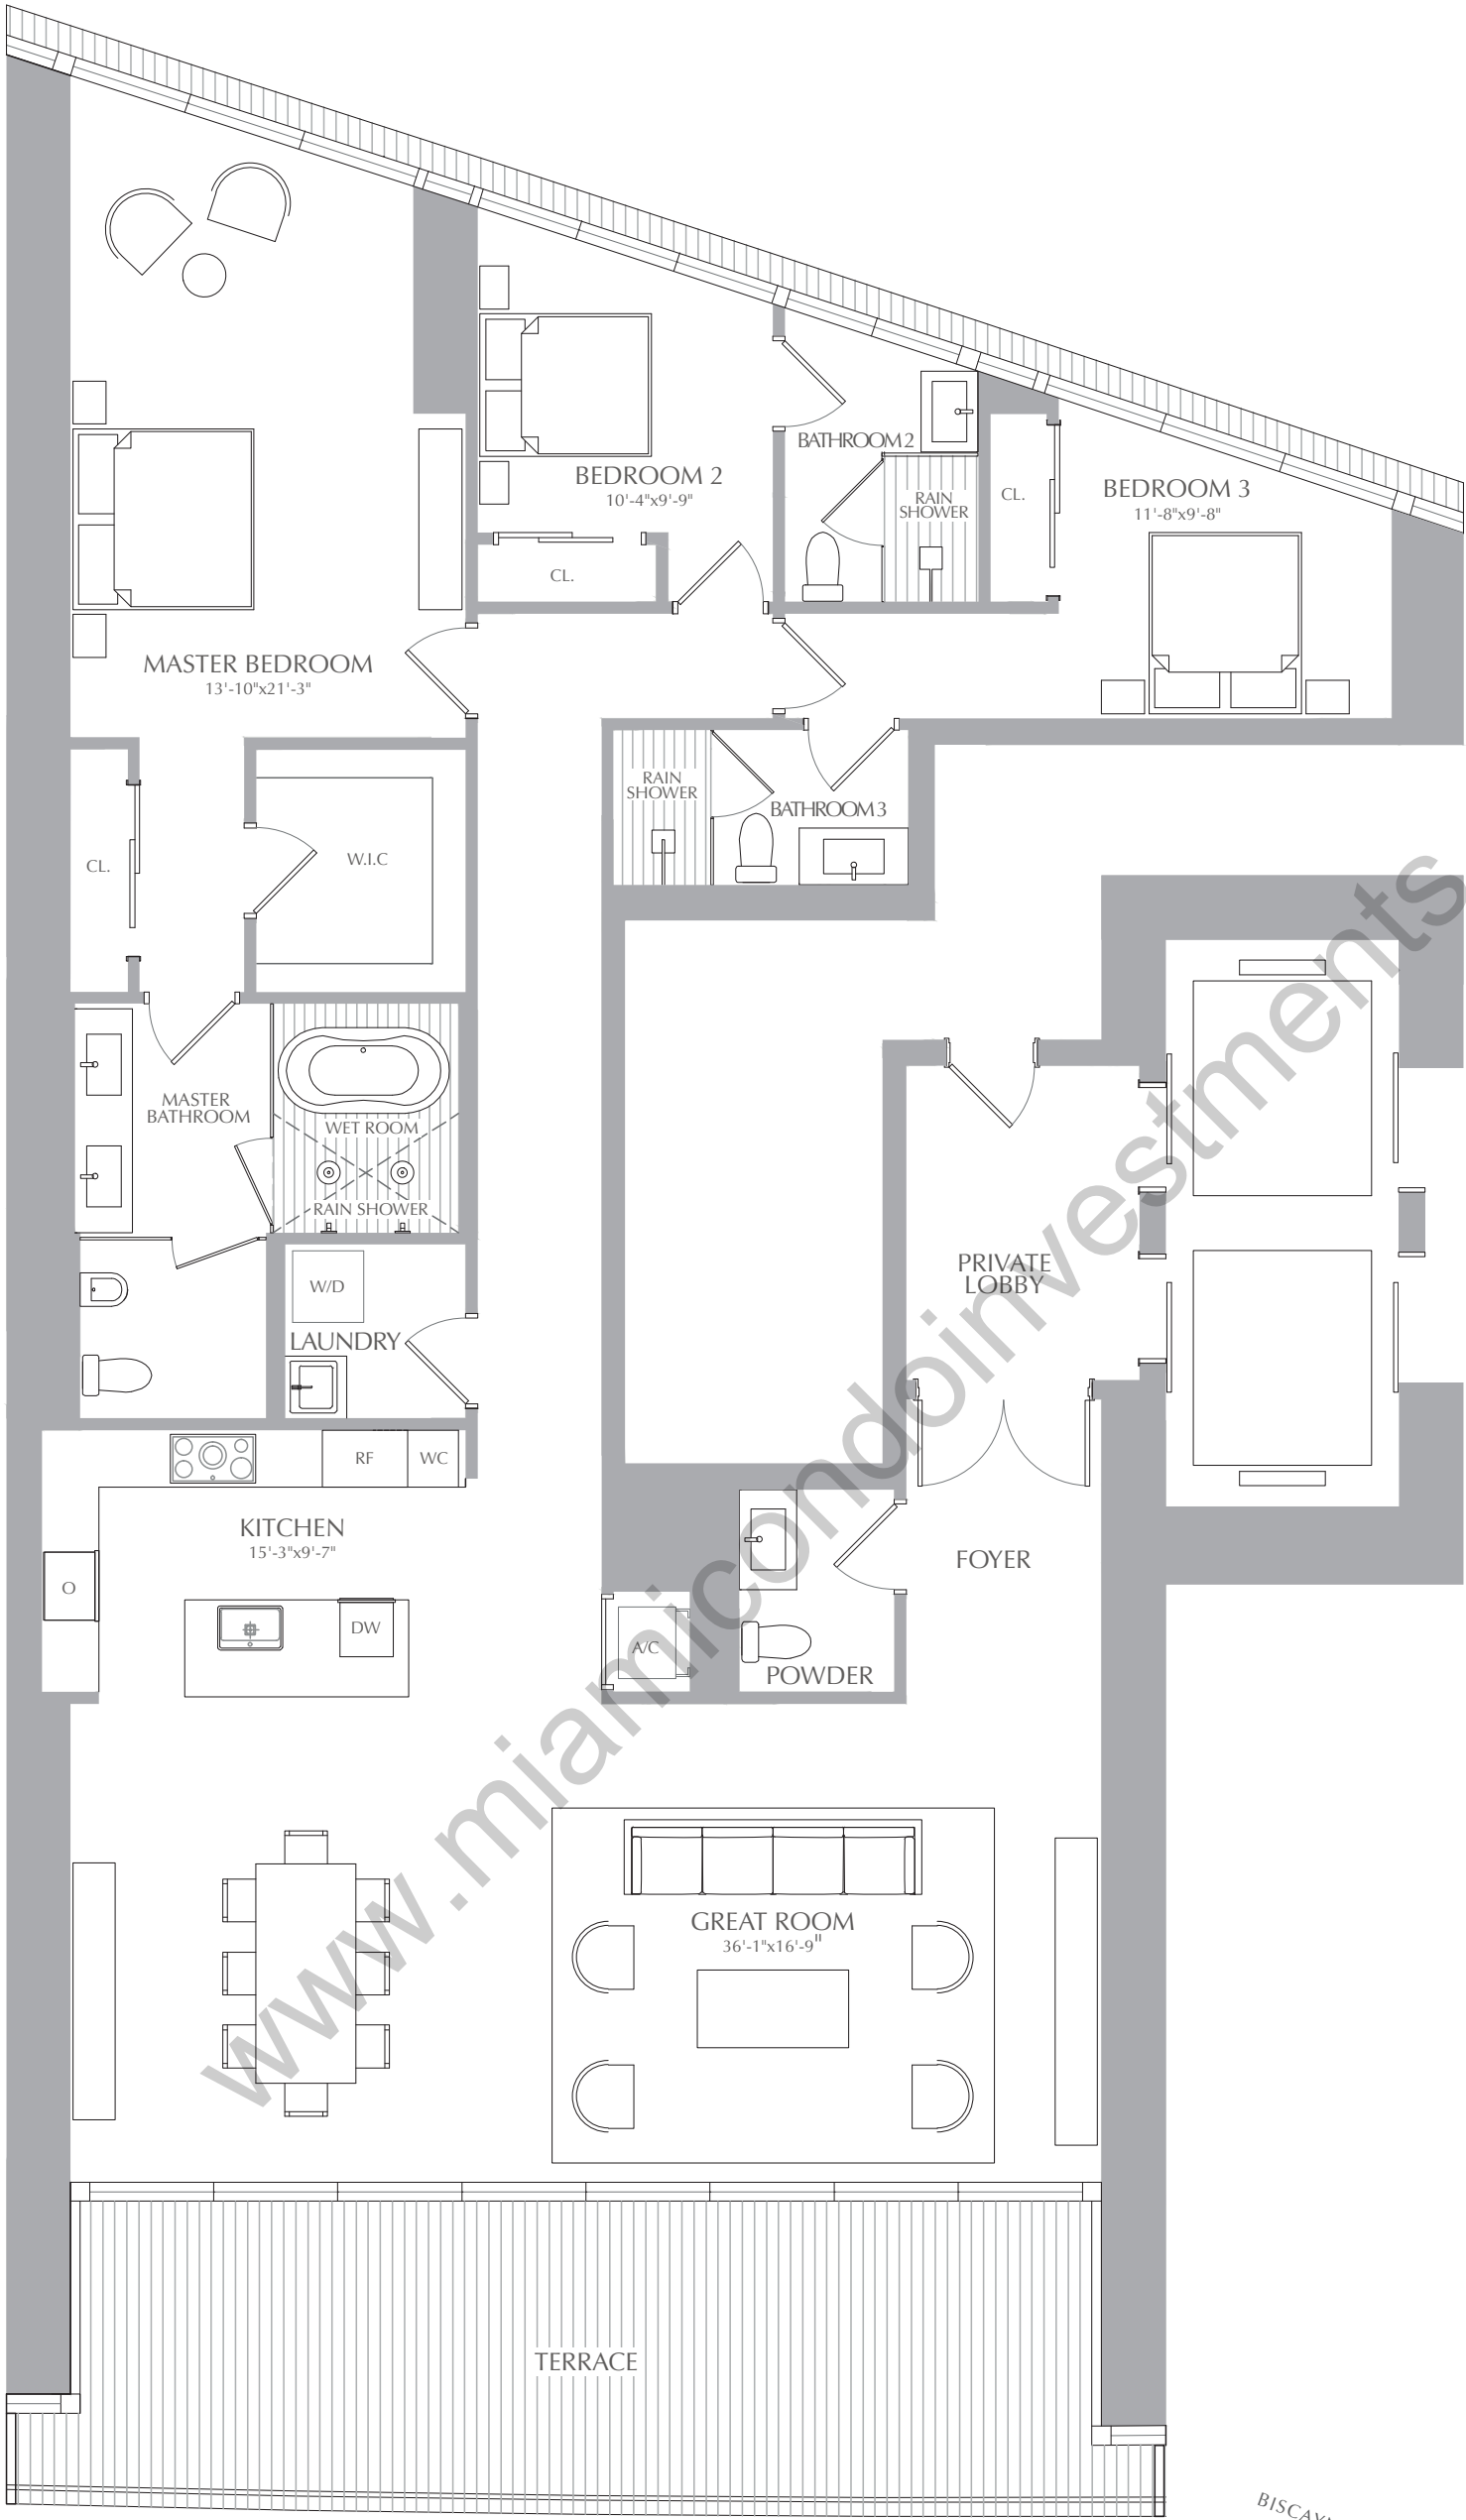 BEDROOM 2
10'-4"x9'-9"
CL.
BATHROOM 2
RAIN
SHOWER
CL.
BEDROOM 3
11'-8"x9'-8"
MASTER BEDROOM
13'-10"x21'-3"
CL.
W.I.C
RAIN
SHOWER
BATHROOM 3
MASTER
BATHROOM
WET ROOM
RAIN SHOWER
W/D
LAUNDRY
PRIVATE
LOBBY
RF
WC
KITCHEN
15'-3"x9'-7"
O
DW
A/C
POWDER
FOYER
GREAT ROOM
36'-1"x16'-9"
TERRACE
www.miamicondoinvestments